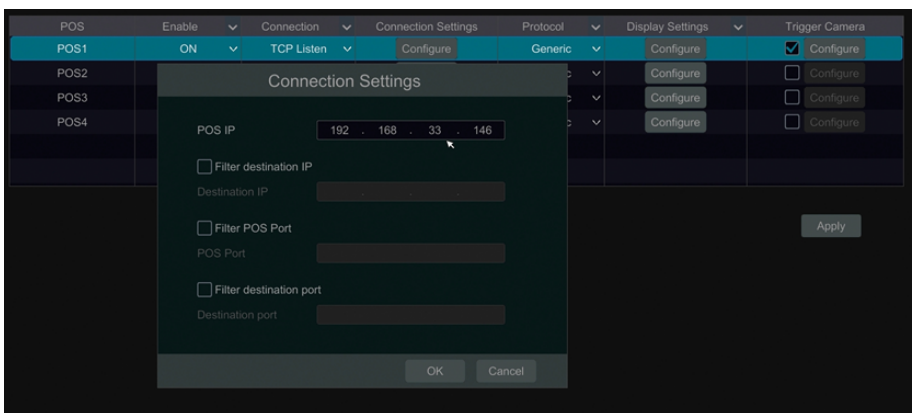 POS Enable Connection Connection Settings Protocol Display Settings Trigger Camera
POS1 ON TCP Listen Configure Generic Configure Configure
POS2 Configure Configure
POS3 Configure Configure
POS4 Configure Configure
Connection Settings
POS IP 192 . 168 . 33 . 146
Filter destination IP
Destination IP . . .
Filter POS Port
POS Port
Filter destination port
Destination port
OK Cancel
Apply